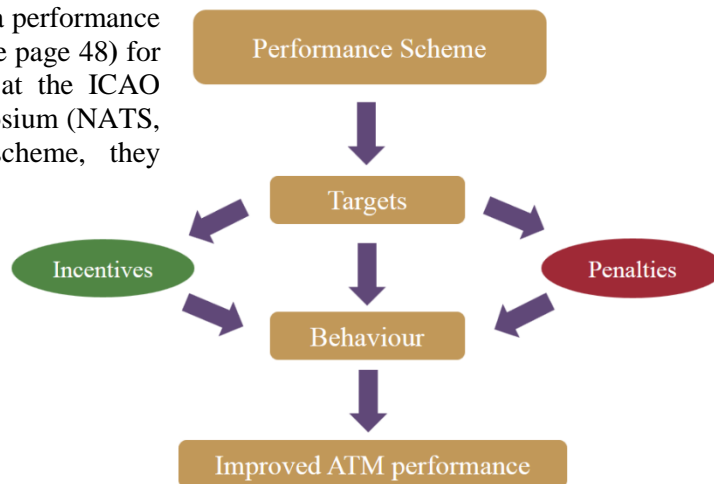 a performance
e page 48) for
at the ICAO
osium (NATS,
cheme, they
Performance Scheme
Targets
Incentives
Penalties
Behaviour
Improved ATM performance